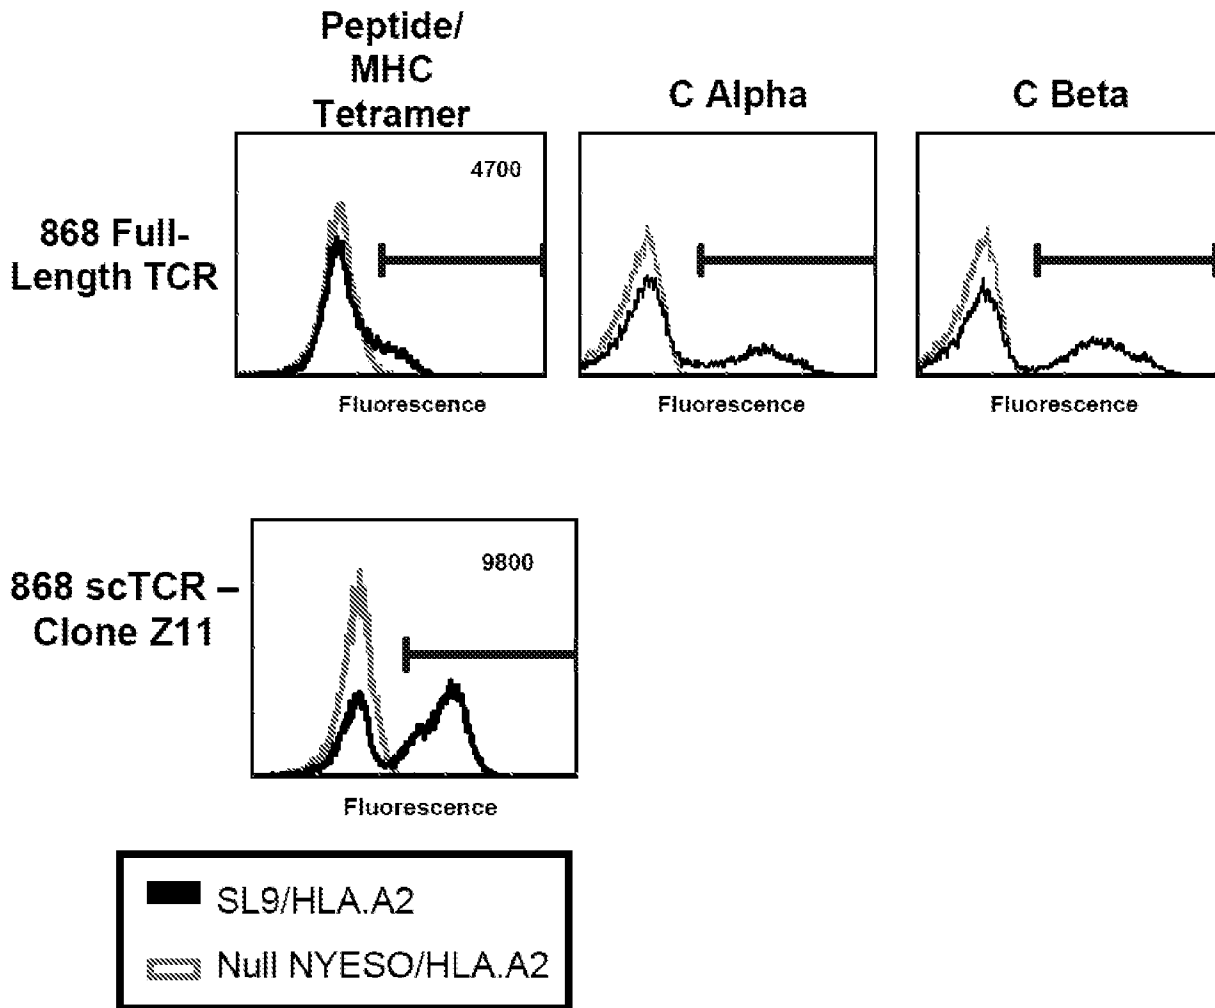 Peptide/
MHC
Tetramer
C Alpha
C Beta
4700
868 Full-
Length TCR
Fluorescence
Fluorescence
Fluorescence
9800
868 scTCR –
Clone Z11
Fluorescence
SL9/HLA.A2
Null NYESO/HLA.A2